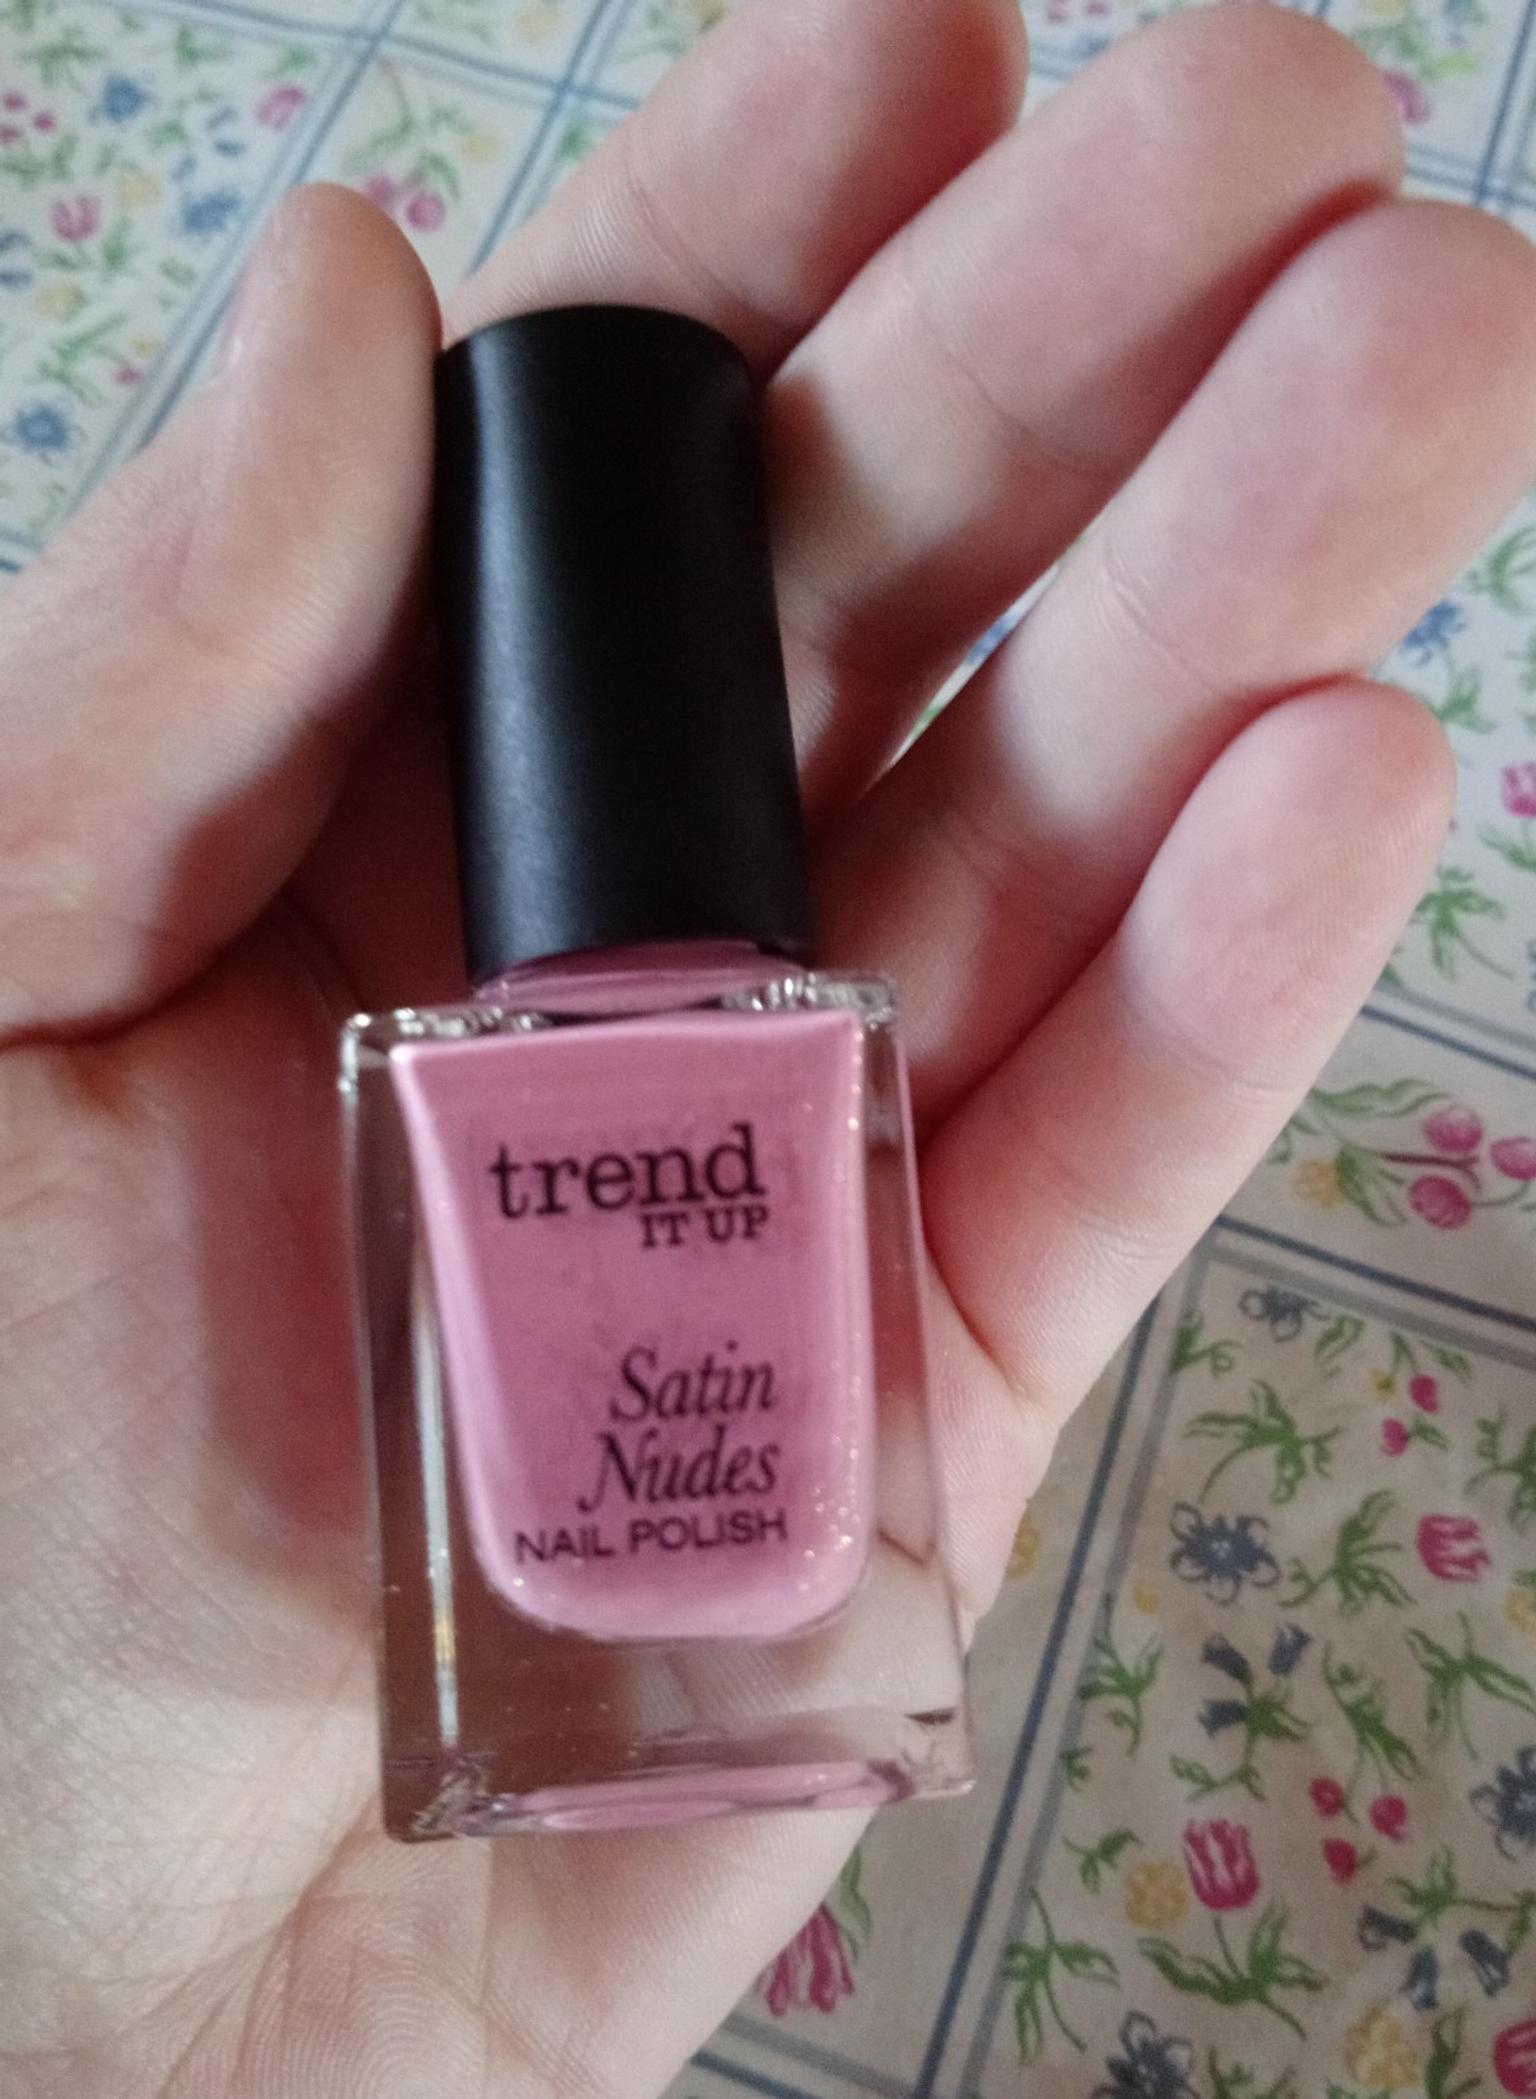 trend
IT UP
Satin
Nudes
NAIL POLISH